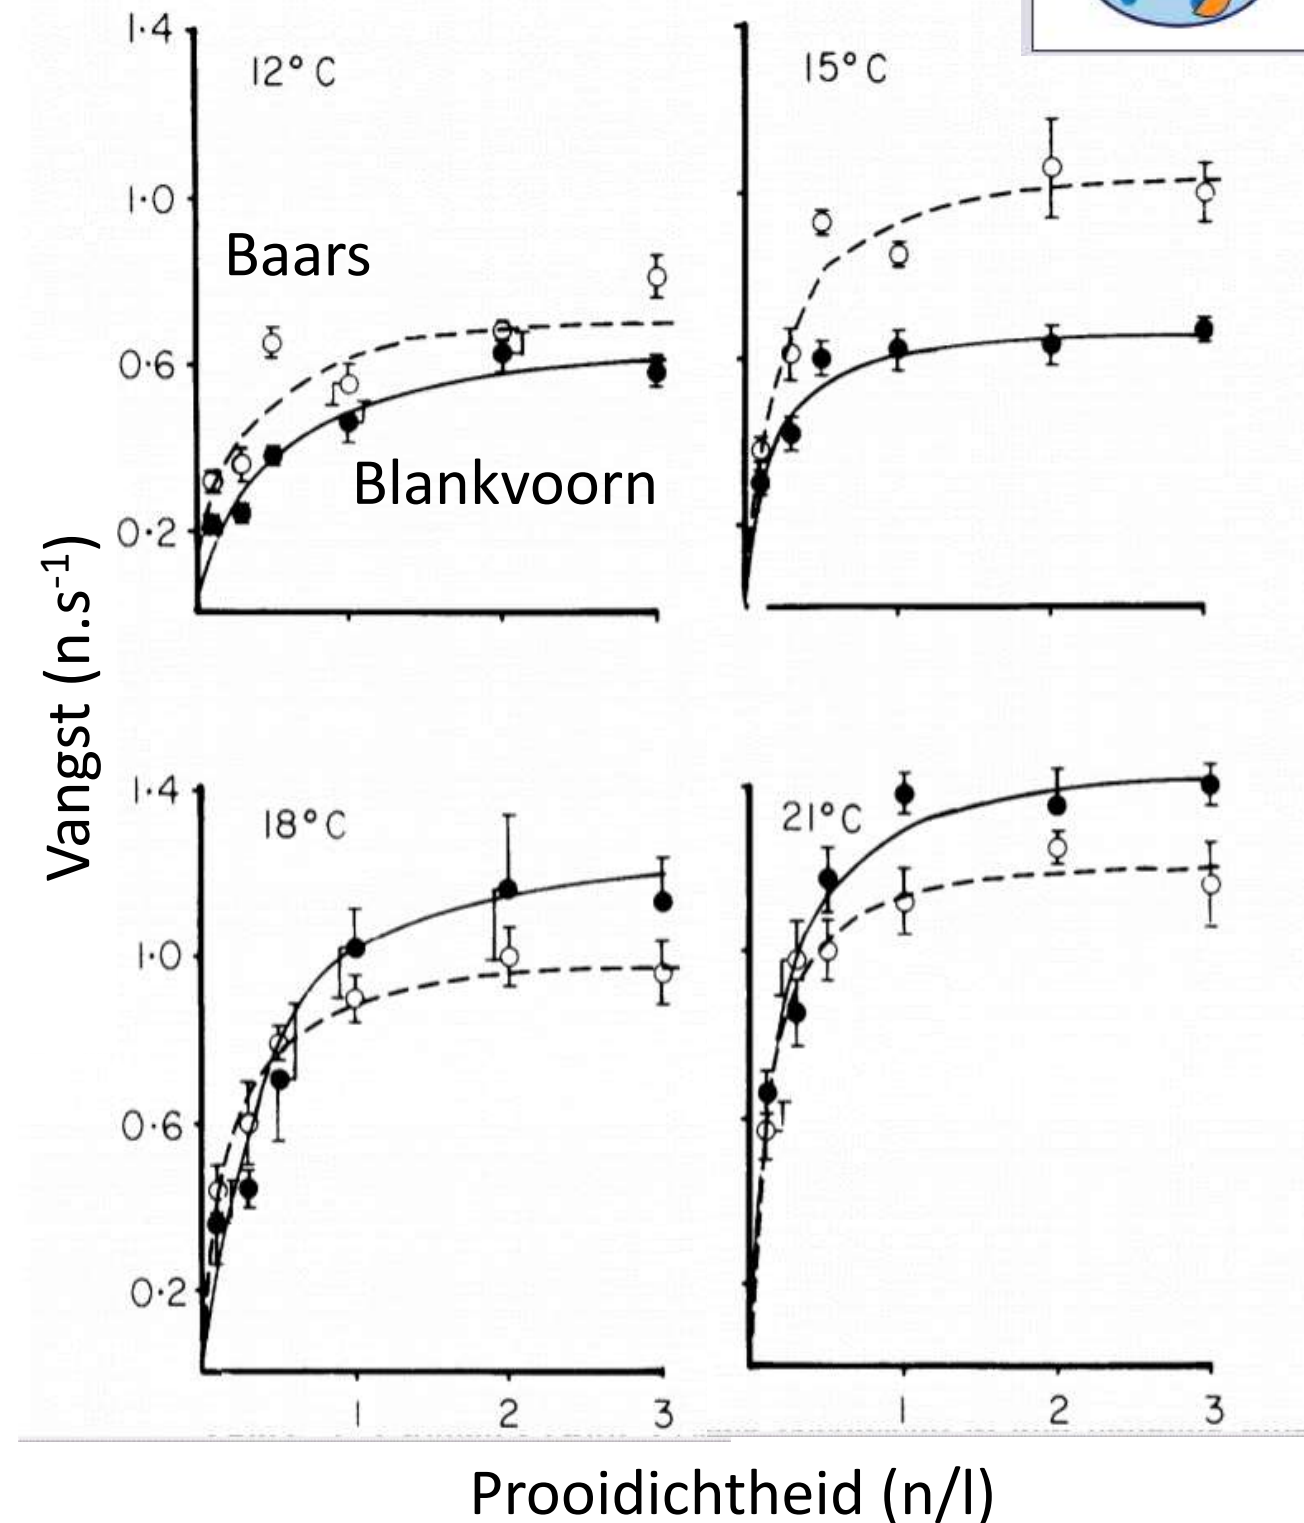 1·4
12°C
15°C
1·0
Baars
0·6
Blankvoorn
0·2
Vangst (n.s-1)
1·4
18°C
21°C
1·0
0·6
0·2
1 2 3
1 2 3
Prooidichtheid (n/l)